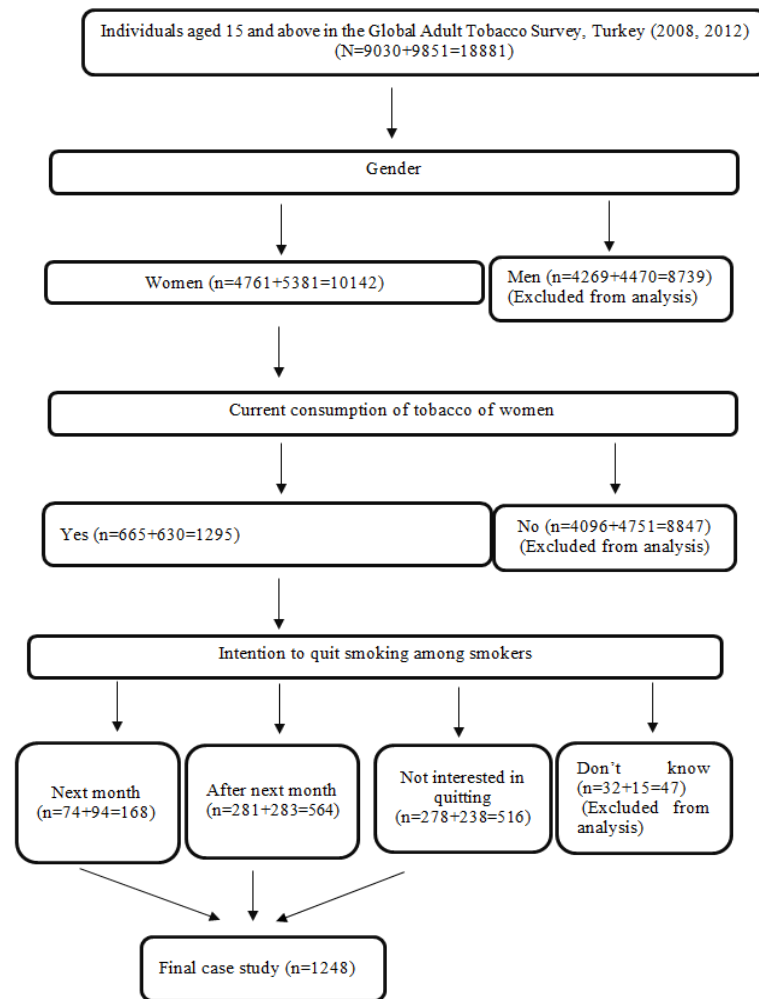 Individuals aged 15 and above in the Global Adult Tobacco Survey, Turkey (2008, 2012)
(N=9030+9851=18881)
Gender
Women (n=4761+5381=10142)
Men (n=4269+4470=8739)
(Excluded from analysis)
Current consumption of tobacco of women
Yes (n=665+630=1295)
No (n=4096+4751=8847)
(Excluded from analysis)
Intention to quit smoking among smokers
Next month
(n=74+94=168)
After next month
(n=281+283=564)
Not interested in
quitting
(n=278+238=516)
Don't know
(n=32+15=47)
(Excluded from
analysis)
Final case study (n=1248)